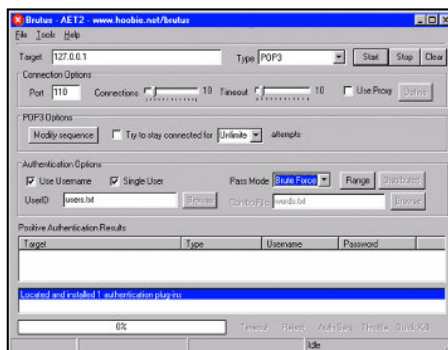 Brutus - AET2 - www.hoobie.net/brutus
File Tools Help
Target 127.0.0.1 Type POP3 Start Stop Clear
Connection Options
Port 110 Connections 10 Timeout 10 Use Proxy Define
POP3 Options
Modify sequence Try to stay connected for Unlimite attempts
Authentication Options
Use Username Single User Pass Mode Brute Force Range Distributed
UserID users.txt Browse Combo File words.txt Browse
Positive Authentication Results
Target Type Username Password
Located and installed 1 authentication plug-ins
0% Timeout Reject Auth Seq Throttle Quick Kill
Idle